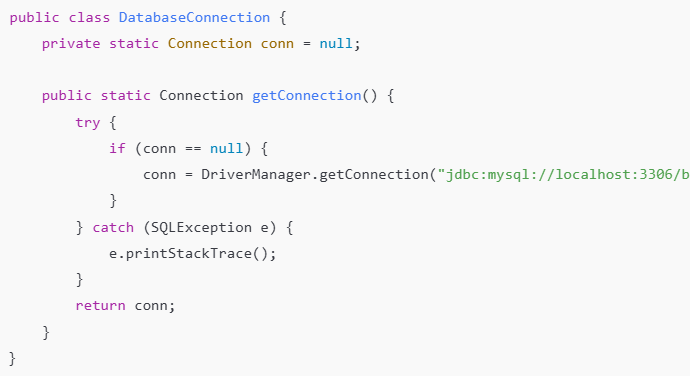 public class DatabaseConnection {
    private static Connection conn = null;

    public static Connection getConnection() {
        try {
            if (conn == null) {
                conn = DriverManager.getConnection("jdbc:mysql://localhost:3306/b
            }
        } catch (SQLException e) {
            e.printStackTrace();
        }
        return conn;
    }
}